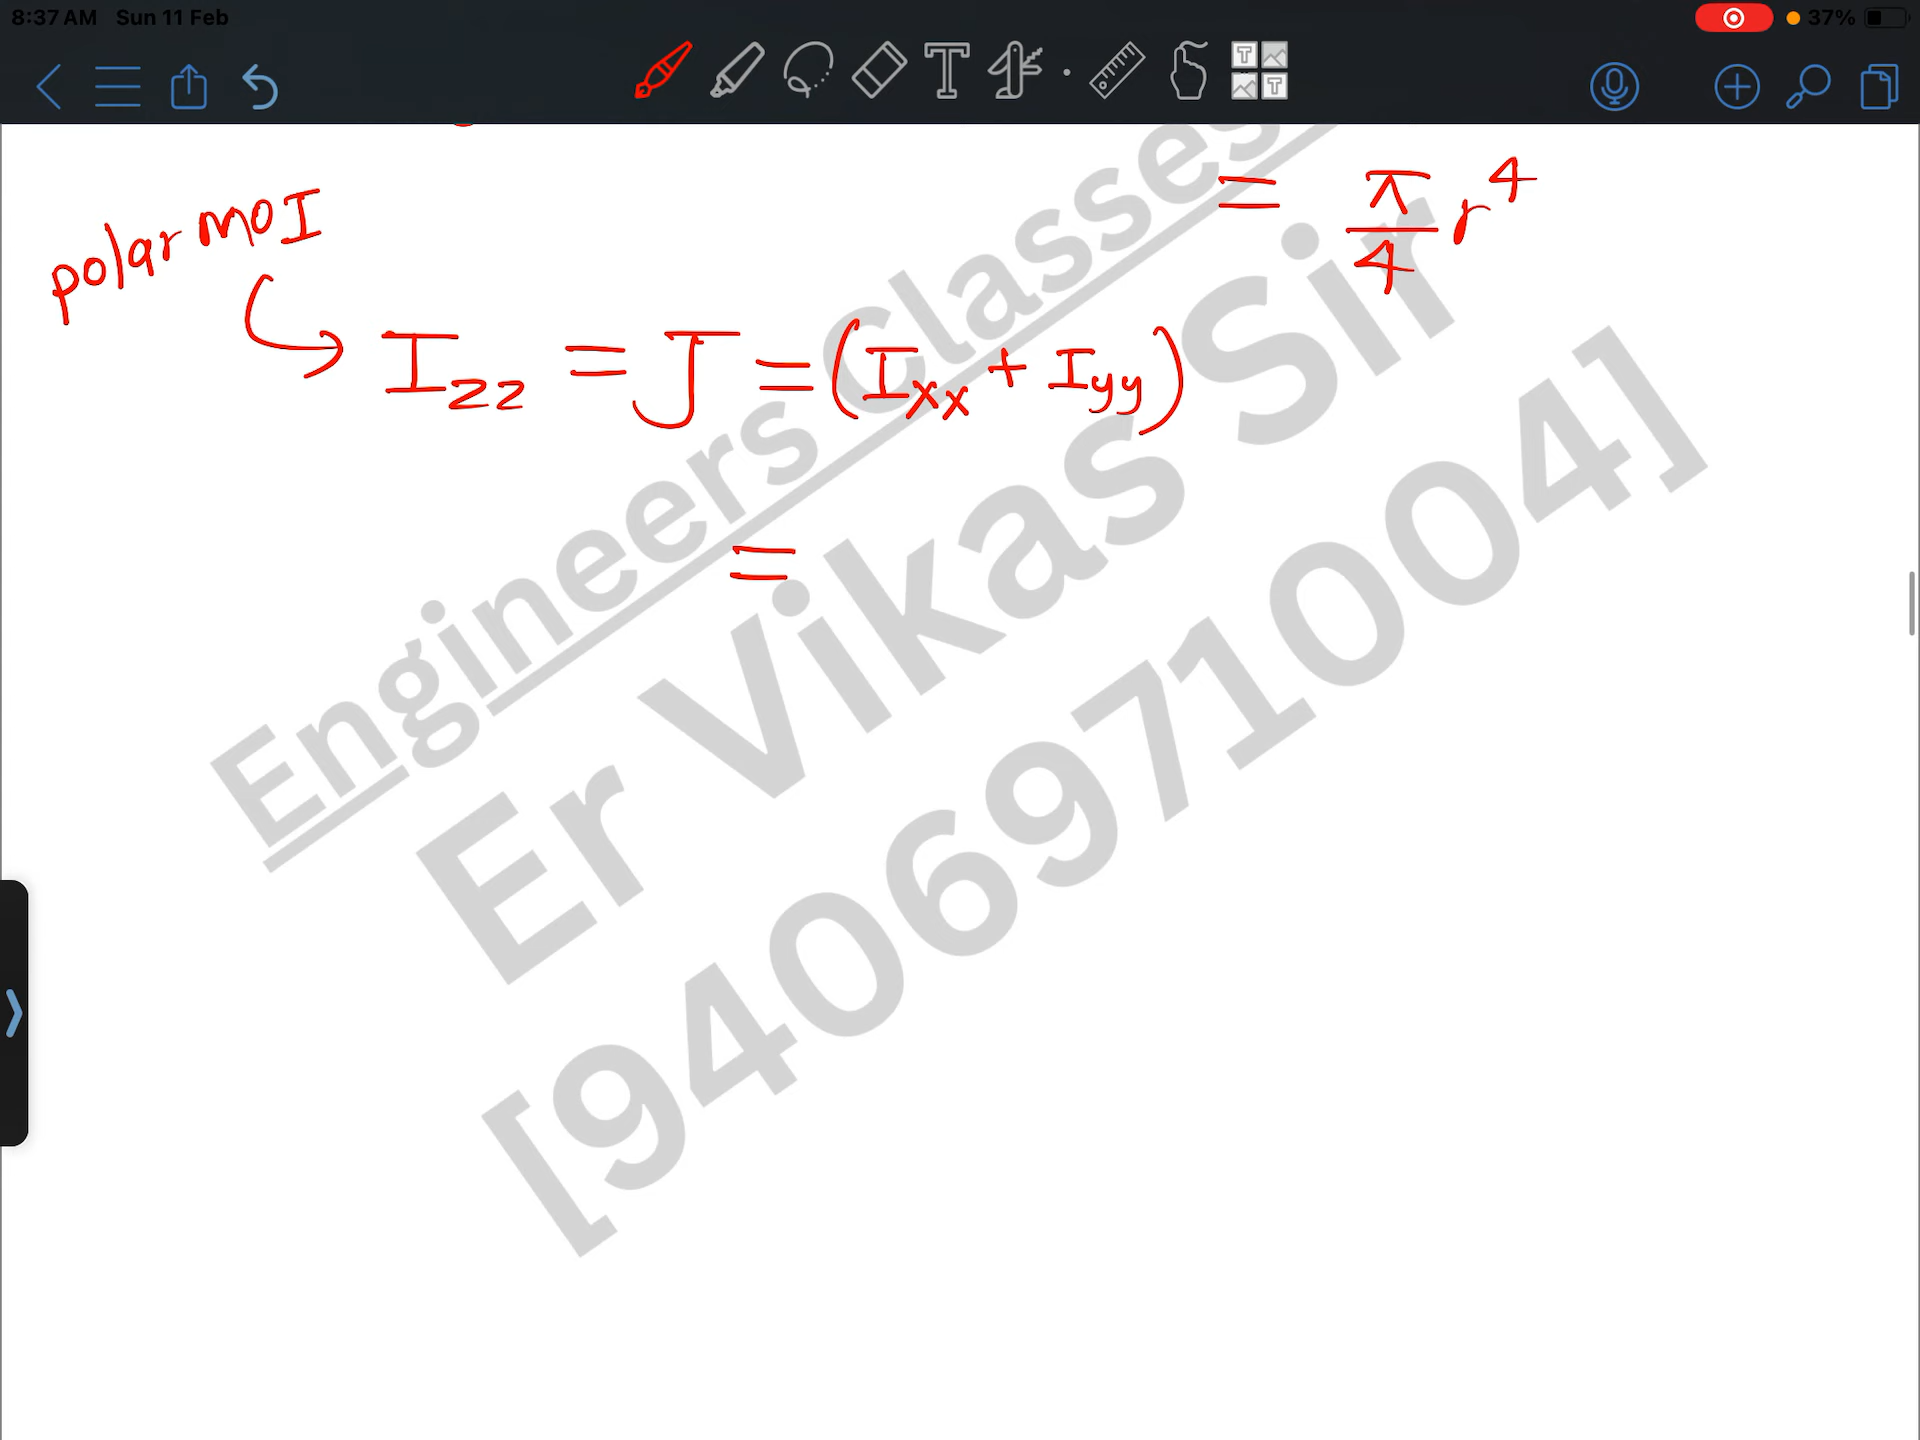 8:37 AM Sun 11 Feb
37%
= π/4 r^4
polar MOI
I_zz = J = (I_xx + I_yy)
=
Engineers Classes
Er Vikas Sir
[9406971004]